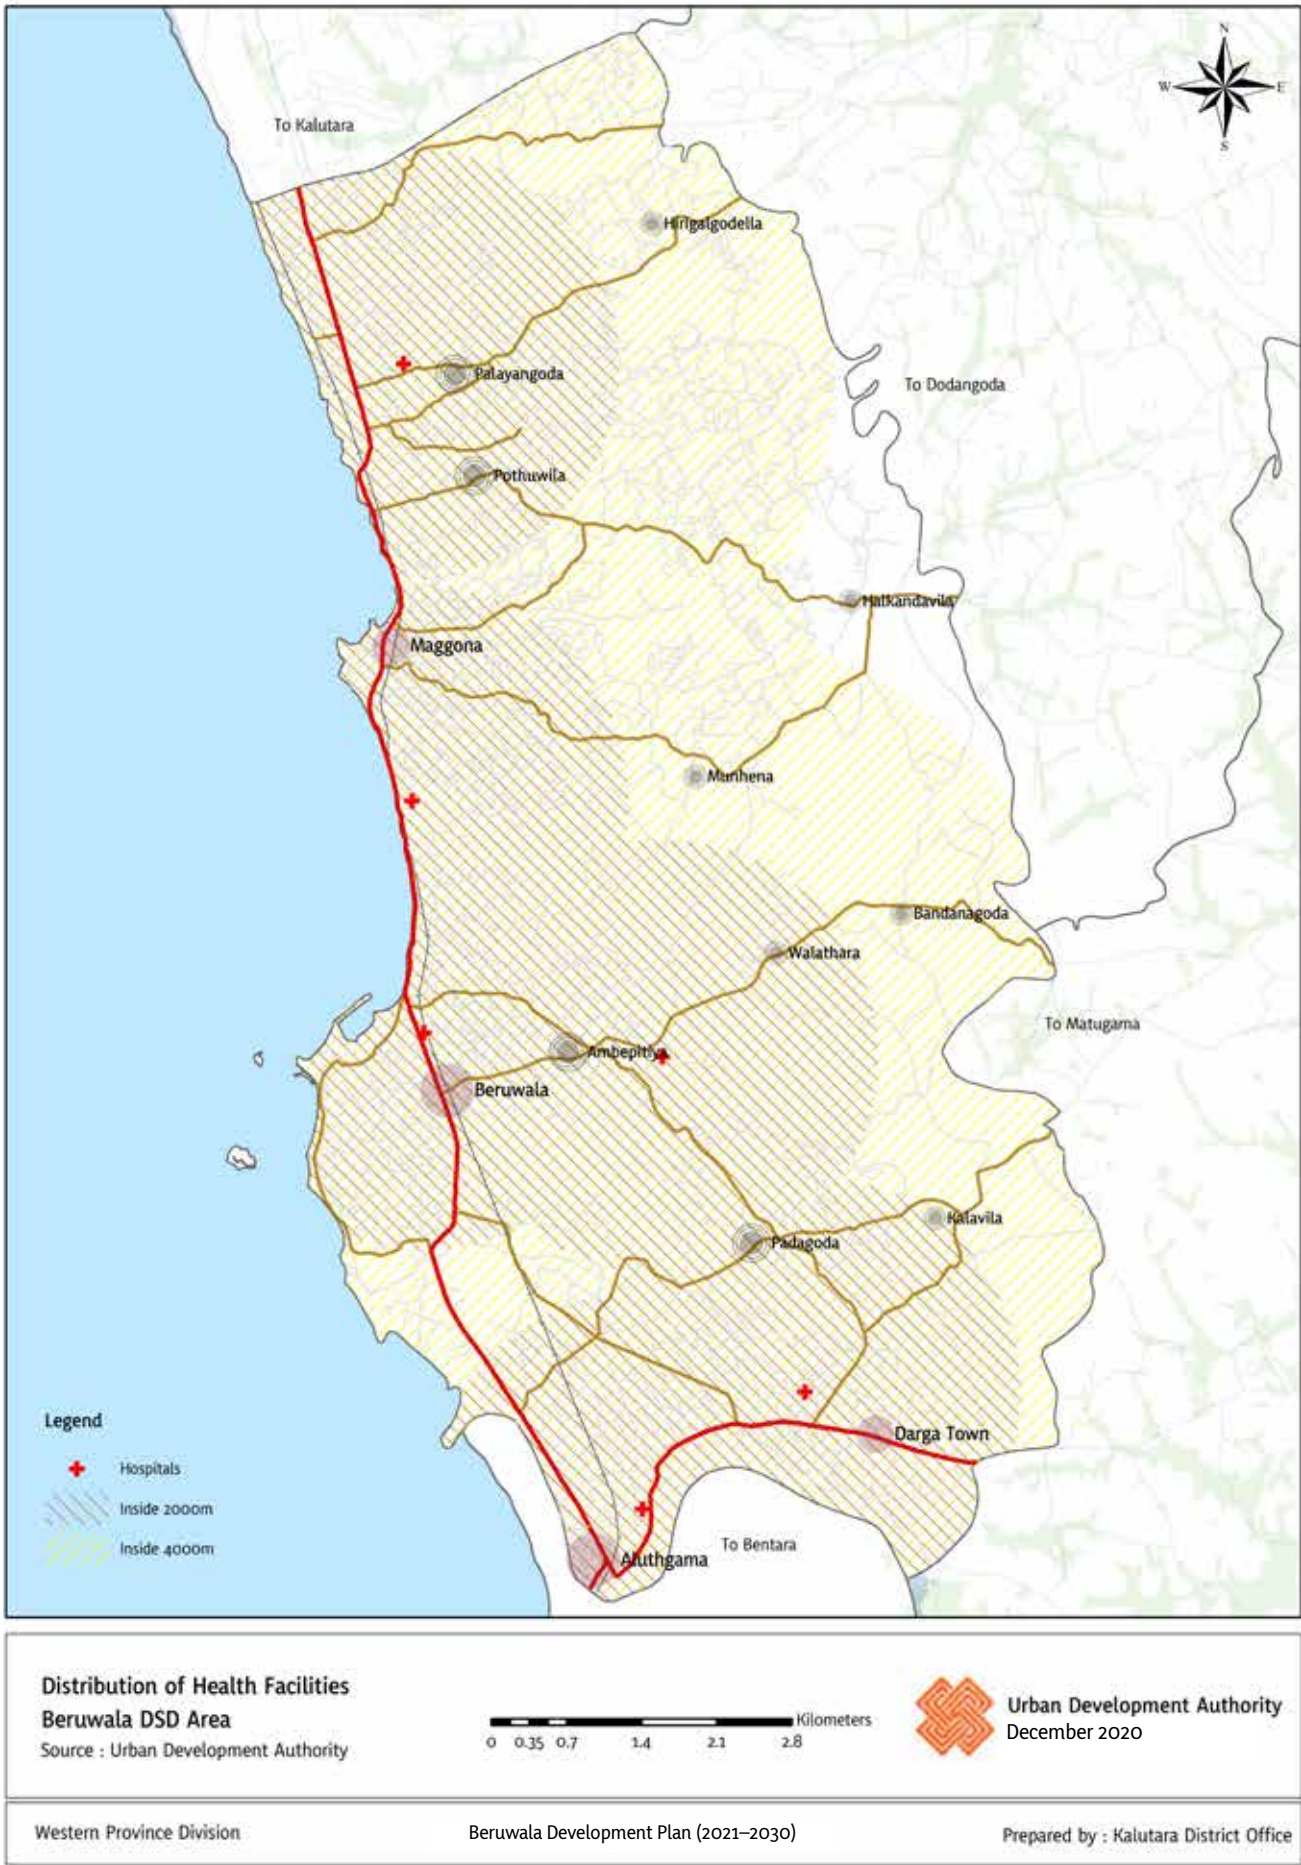 N
W E
S
To Kalutara
Hirigalgodella
Palayangoda
To Dodangoda
Pothuwila
Halkandavila
Maggona
Munhena
Bandanagoda
Walathara
To Matugama
Ambepitiya
Beruwala
Kalavila
Padagoda
Legend
Darga Town
Hospitals
Inside 2000m
Inside 4000m
To Bentara
Aluthgama
Distribution of Health Facilities
Beruwala DSD Area
Source : Urban Development Authority
Kilometers
0 0.35 0.7 1.4 2.1 2.8
Urban Development Authority
December 2020
Western Province Division
Beruwala Development Plan (2021–2030)
Prepared by : Kalutara District Office